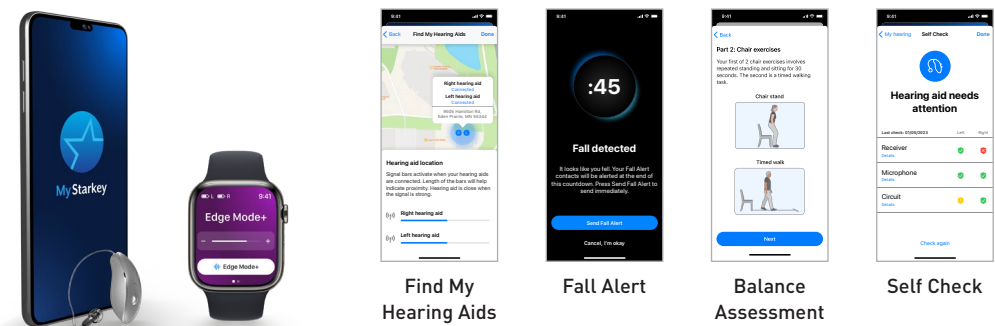 My Starkey
L R 9:41
Edge Mode+
- +
Edge Mode+
9:41
Back Find My Hearing Aids Done
Right hearing aid
Connected
Left hearing aid
Connected
Eden Prairie, MN 55344
Hearing aid location
Signal bars activate when your hearing aids
are connected. Length of the bars will help
indicate proximity. Hearing aid is close when
the signal is strong.
Right hearing aid
Left hearing aid
Find My
Hearing Aids
9:41
:45
Fall detected
It looks like you fell. Your Fall Alert
contacts will be alerted at the end of
this countdown. Press Send Fall Alert to
send immediately.
Send Fall Alert
Cancel, I'm okay
Fall Alert
9:41
Back
Part 2: Chair exercises
Your first of 2 chair exercises involves
repeated standing and sitting for 30
seconds. The second is a timed walking
task.
Chair stand
Timed walk
Next
Balance
Assessment
9:41
My hearing Self Check Done
Hearing aid needs
attention
Last check: 01/05/2023 Left Right
Receiver
Details
Microphone
Details
Circuit
Details
Check again
Self Check